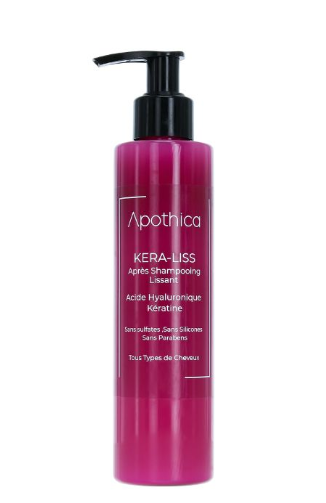 Apothica
KERA-LISS
Après Shampooing
Lissant
Acide Hyaluronique
Kératine
Sans sulfates ,Sans Silicones
Sans Parabens
Tous Types de Cheveux